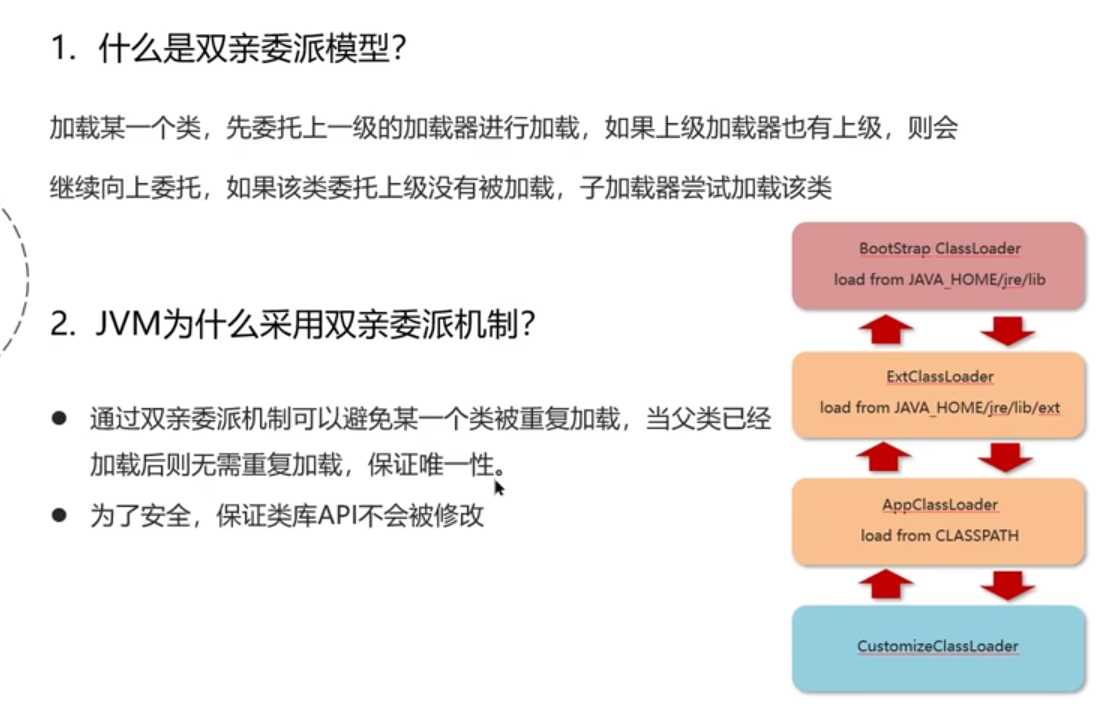 1. 什么是双亲委派模型？
加载某一个类，先委托上一级的加载器进行加载，如果上级加载器也有上级，则会
继续向上委托，如果该类委托上级没有被加载，子加载器尝试加载该类
2. JVM为什么采用双亲委派机制？
● 通过双亲委派机制可以避免某一个类被重复加载，当父类已经
加载后则无需重复加载，保证唯一性。
● 为了安全，保证类库API不会被修改
BootStrap ClassLoader
load from JAVA_HOME/jre/lib
ExtClassLoader
load from JAVA_HOME/jre/lib/ext
AppClassLoader
load from CLASSPATH
CustomizeClassLoader